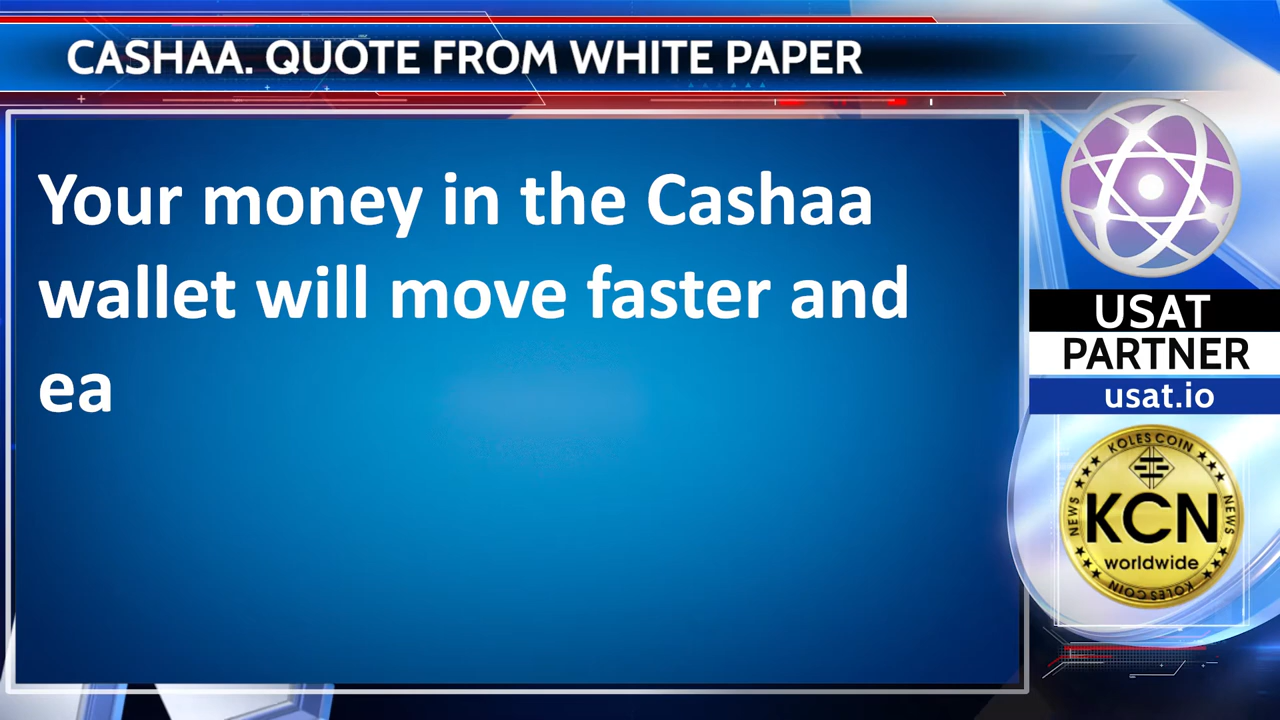 CASHAA. QUOTE FROM WHITE PAPER
Your money in the Cashaa
wallet will move faster and
ea
USAT
PARTNER
usat.io
KOLES COIN
NEWS
KCN
NEWS
worldwide
KOLES COIN